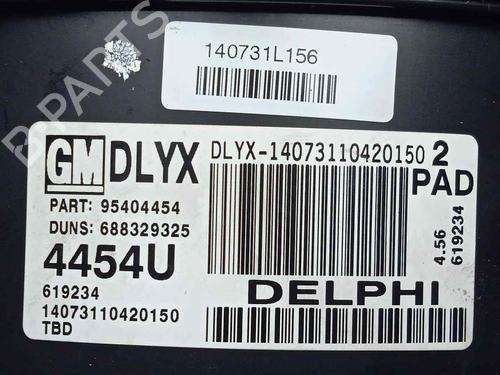 140731L156
B-PARTS
GM DLYX
DLYX-14073110420150
2
PAD
PART: 95404454
DUNS: 688329325
4454U
619234
14073110420150
TBD
DELPHI
4.56
619234